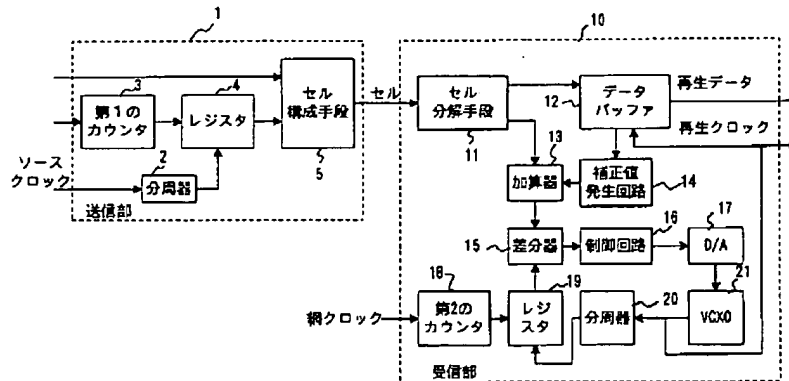 1
3
第1の
カウンタ
4
レジスタ
セル
構成手段
5
ソース
クロック
2
分周器
送信部
セル
10
セル
分解手段
11
データ
バッファ
12
再生データ
再生クロック
13
加算器
補正値
発生回路
14
15
差分器
16
制御回路
17
D/A
18
第2の
カウンタ
網クロック
19
レジ
スタ
20
分周器
21
VCXO
受信部